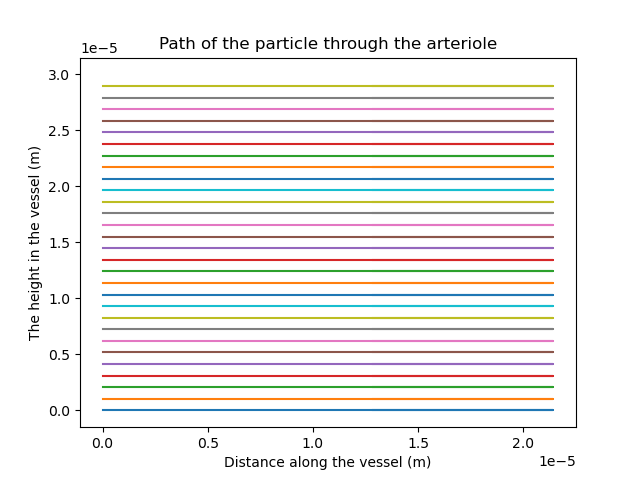 Path of the particle through the arteriole
1e−5
3.0
2.5
2.0
1.5
1.0
0.5
0.0
The height in the vessel (m)
0.0 0.5 1.0 1.5 2.0
1e−5
Distance along the vessel (m)